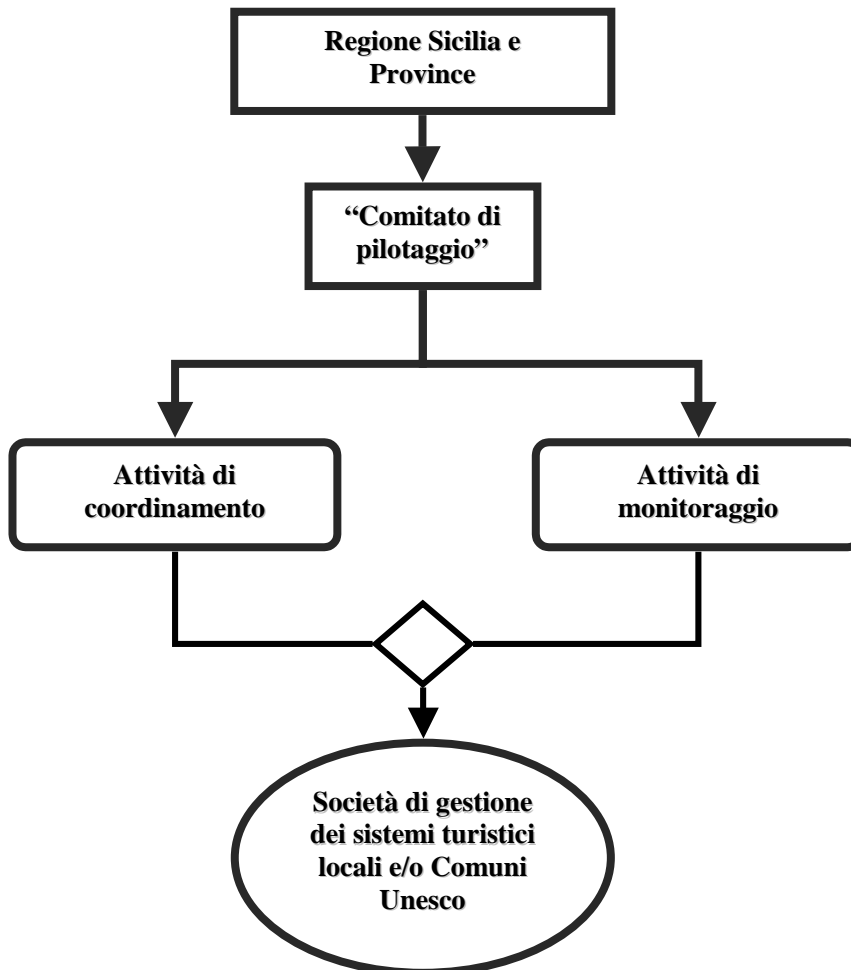 Regione Sicilia e
Province
“Comitato di
pilotaggio”
Attività di
coordinamento
Attività di
monitoraggio
Società di gestione
dei sistemi turistici
locali e/o Comuni
Unesco